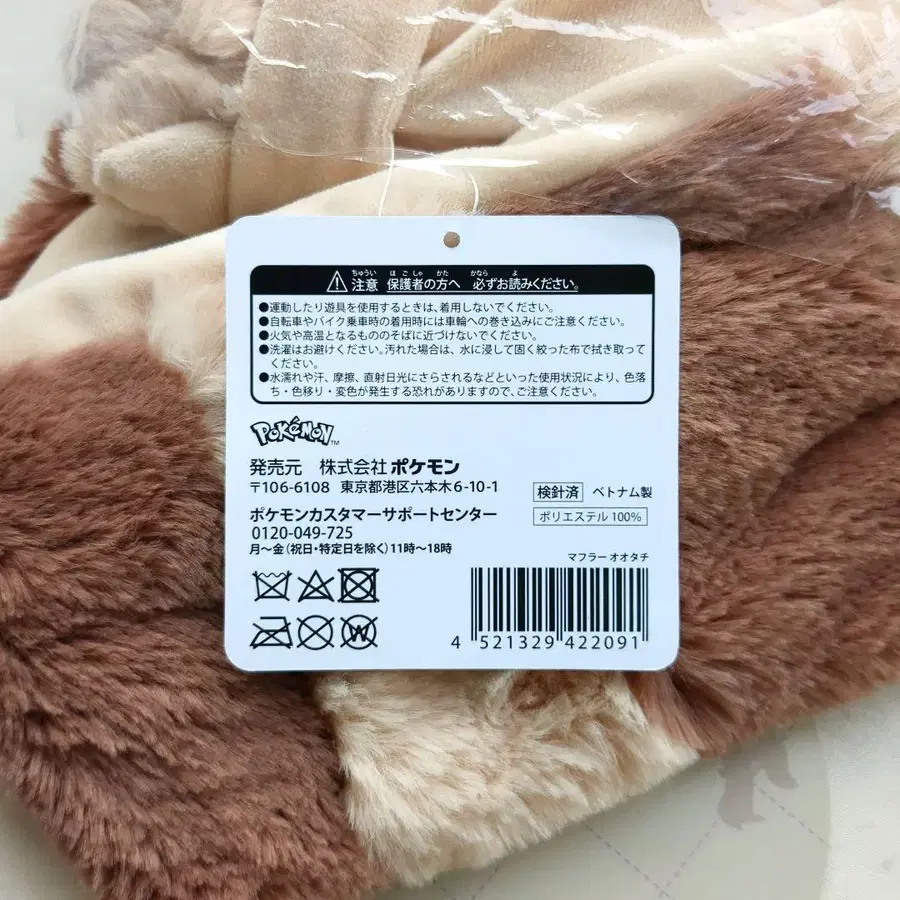 注意 保護者の方へ 必ずお読みください。
●運動したり遊具を使用するときは、着用しないでください。
●自転車やバイク乗車時の着用時には車輪への巻き込みにご注意ください。
●火気や高温となるもののそばに近づけないでください。
●洗濯はお避けください。汚れた場合は、水に浸して固く絞った布で拭き取って
ください。
●水濡れや汗、摩擦、直射日光にさらされるなどといった使用状況により、色落
ち・色移り・変色が発生する恐れがありますので、ご注意ください。
POKéMON™
発売元 株式会社ポケモン
〒106-6108 東京都港区六本木6-10-1
検針済 ベトナム製
ポケモンカスタマーサポートセンター
ポリエステル 100%
0120-049-725
月〜金(祝日・特定日を除く)11時〜18時
マフラー オオタチ
W
4 521329 422091